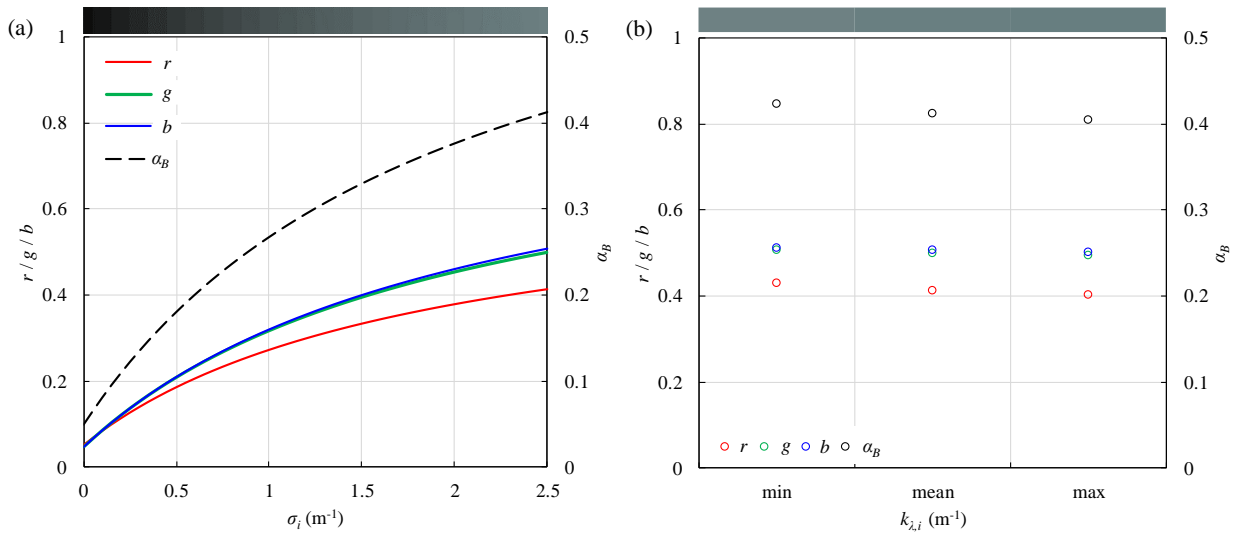 (a)
1
0.8
0.6
0.4
0.2
0
r / g / b
r
g
b
α_B
0.5
0.4
0.3
0.2
0.1
0
α_B
0 0.5 1 1.5 2 2.5
σ_i (m⁻¹)
(b)
1
0.8
0.6
0.4
0.2
0
r / g / b
r g b α_B
0.5
0.4
0.3
0.2
0.1
0
α_B
min mean max
k_λ,i (m⁻¹)